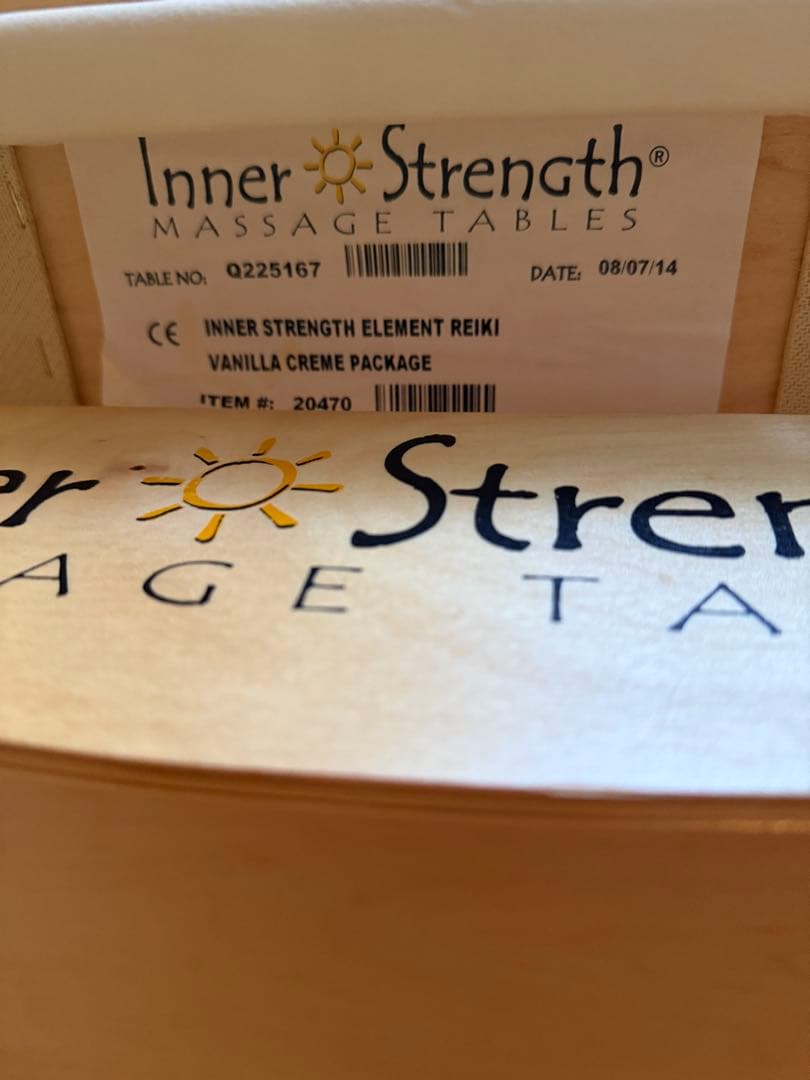 Inner Strength®
MASSAGE TABLES
TABLE NO: Q225167
DATE: 08/07/14
CE INNER STRENGTH ELEMENT REIKI
VANILLA CREME PACKAGE
ITEM #: 20470
er Stren
AGE TA